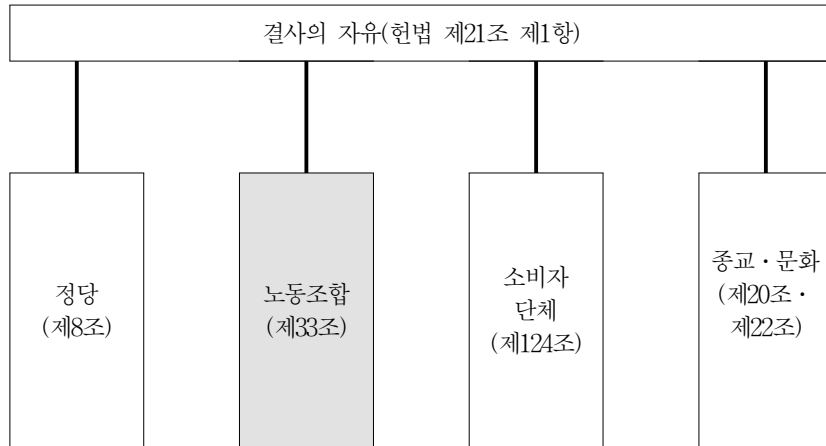 결사의 자유(헌법 제21조 제1항)
정당
(제8조)
노동조합
(제33조)
소비자
단체
(제124조)
종교・문화
(제20조・
제22조)